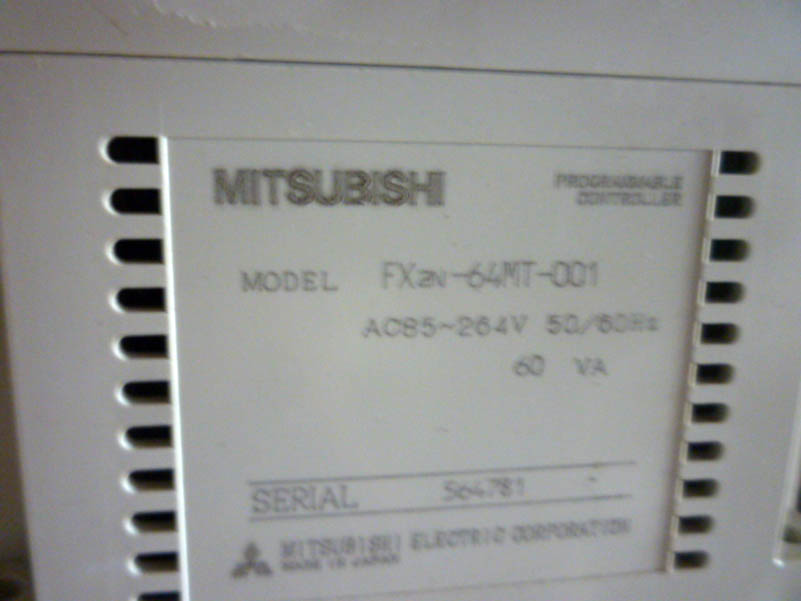 MITSUBISHI
PROGRAMMABLE
CONTROLLER
MODEL FX2N-64MT-001
AC85~264V 50/60Hz
60 VA
SERIAL 564781
MITSUBISHI ELECTRIC CORPORATION
MADE IN JAPAN